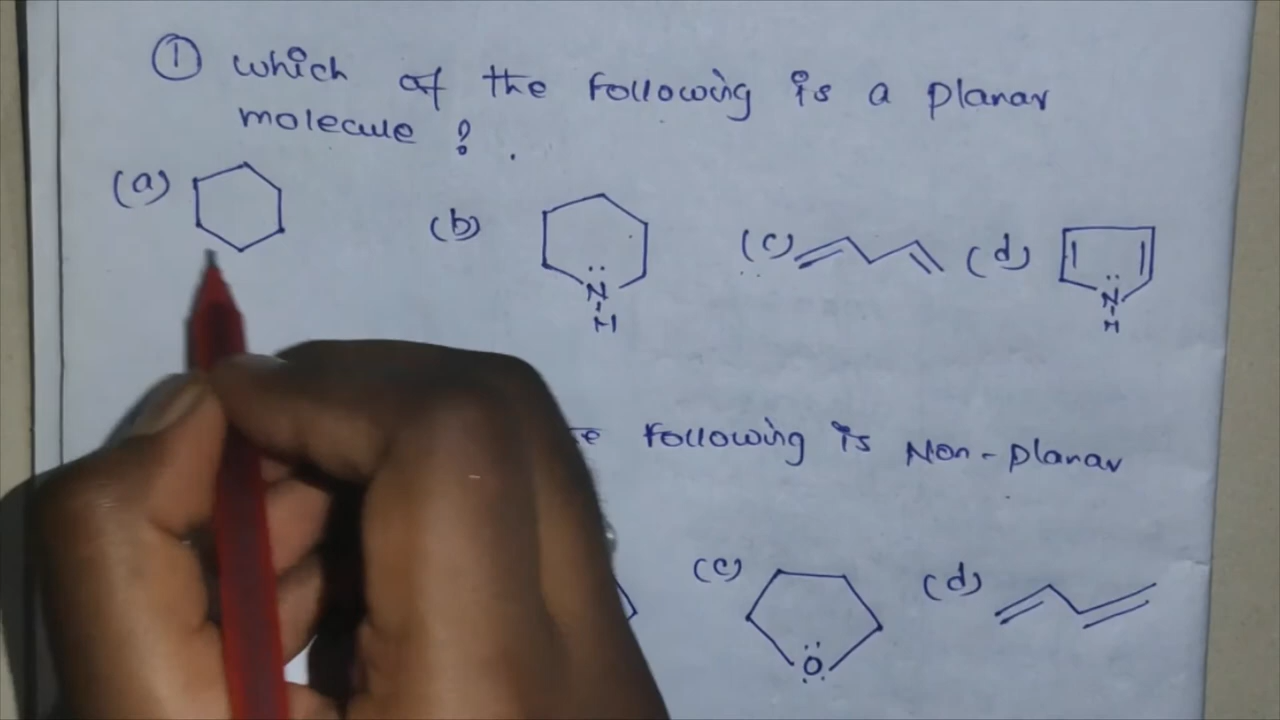 ① which of the following is a planar
molecule ?
(a) (b) N H (c) (d) N H
following is Non-planar
(c) O (d)